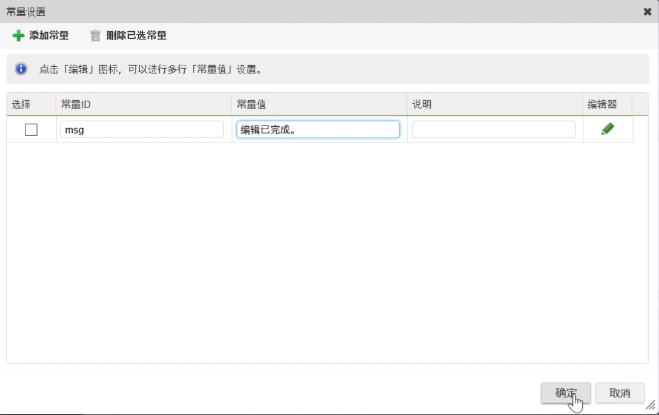 常量设置
添加常量 删除已选常量
点击「编辑」图标，可以进行多行「常量值」设置。
选择 常量ID 常量值 说明 编辑器
msg 编辑已完成。
确定 取消